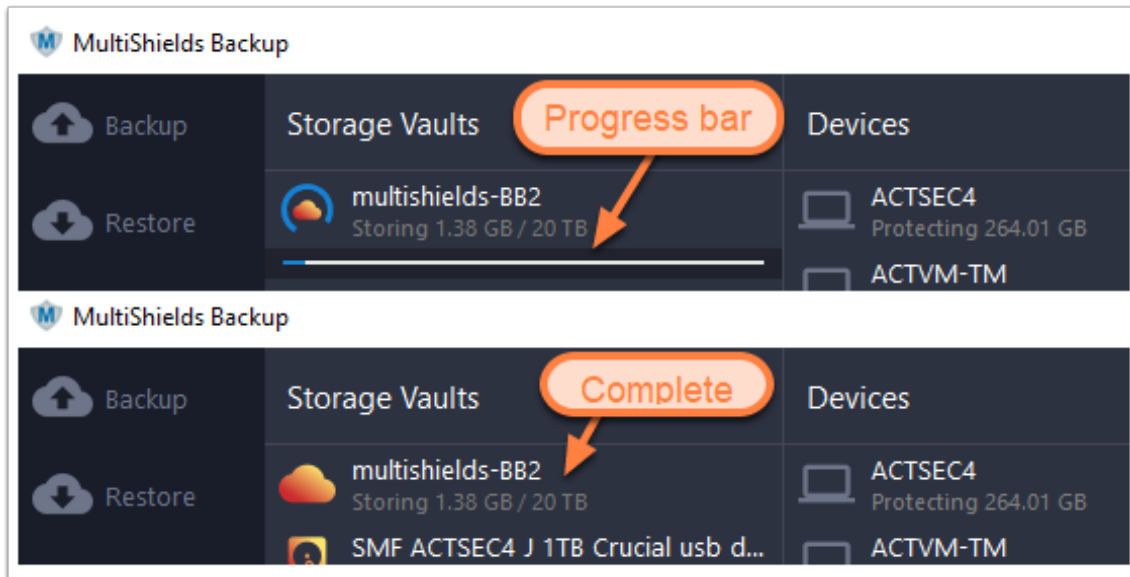 MultiShields Backup
Backup
Storage Vaults
Progress bar
Devices
Restore
multishields-BB2
Storing 1.38 GB / 20 TB
ACTSEC4
Protecting 264.01 GB
ACTVM-TM
MultiShields Backup
Backup
Storage Vaults
Complete
Devices
Restore
multishields-BB2
Storing 1.38 GB / 20 TB
ACTSEC4
Protecting 264.01 GB
SMF ACTSEC4 J 1TB Crucial usb d...
ACTVM-TM